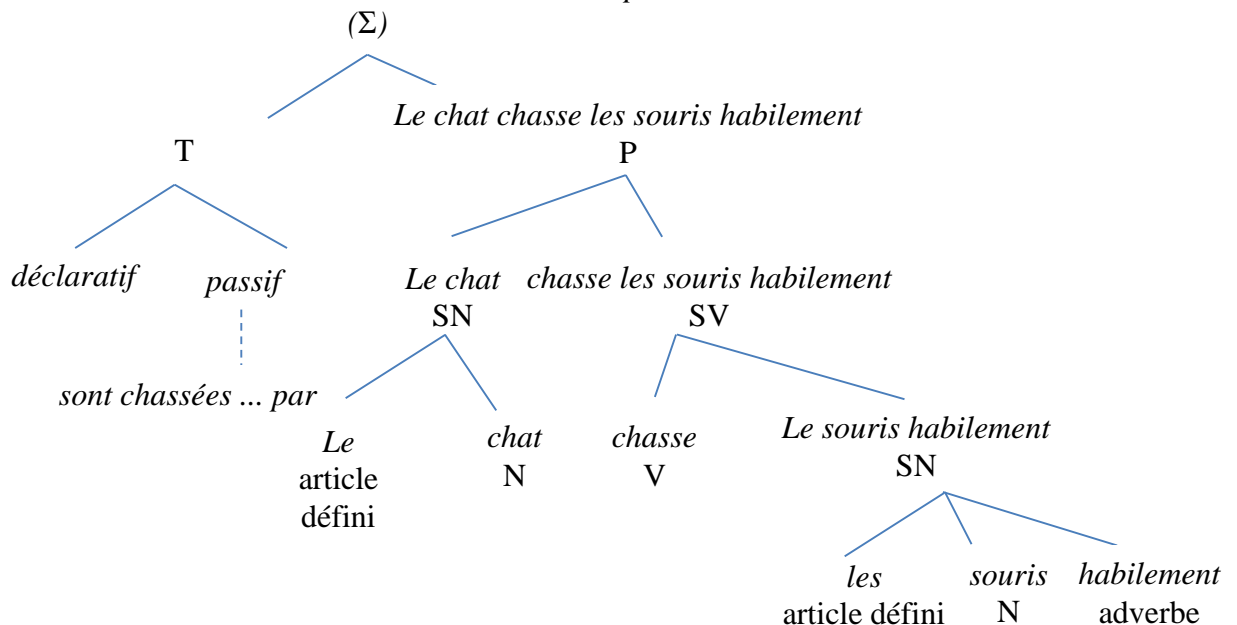 (Σ)
Le chat chasse les souris habilement
T
P
déclaratif passif Le chat chasse les souris habilement
SN SV
sont chassées ... par
Le chat chasse Le souris habilement
article N V SN
défini
les souris habilement
article défini N adverbe